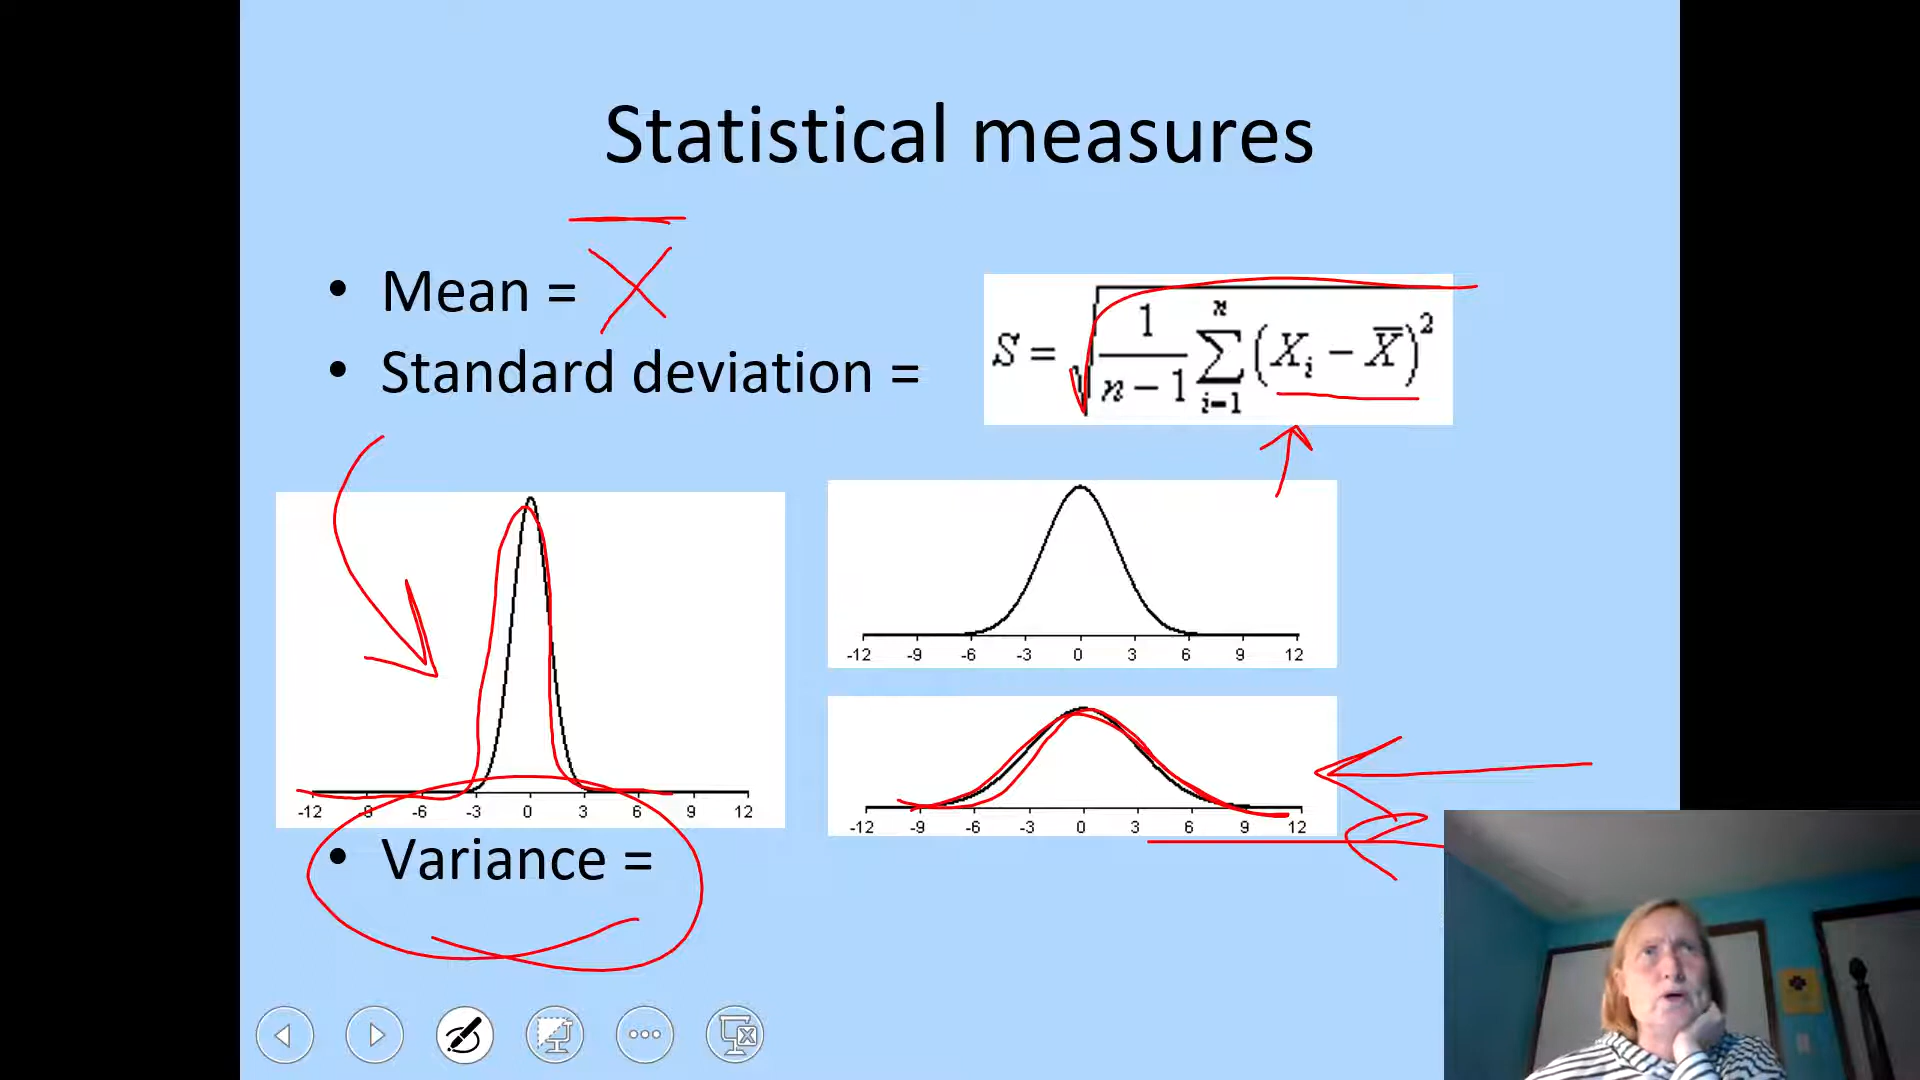 Statistical measures
• Mean = X̅
• Standard deviation =
S = √ 1/(n − 1) ∑ i=1 n (Xᵢ − X̅)²
-12 -9 -6 -3 0 3 6 9 12
-12 -9 -6 -3 0 3 6 9 12
-12 -9 -6 -3 0 3 6 9 12
• Variance =